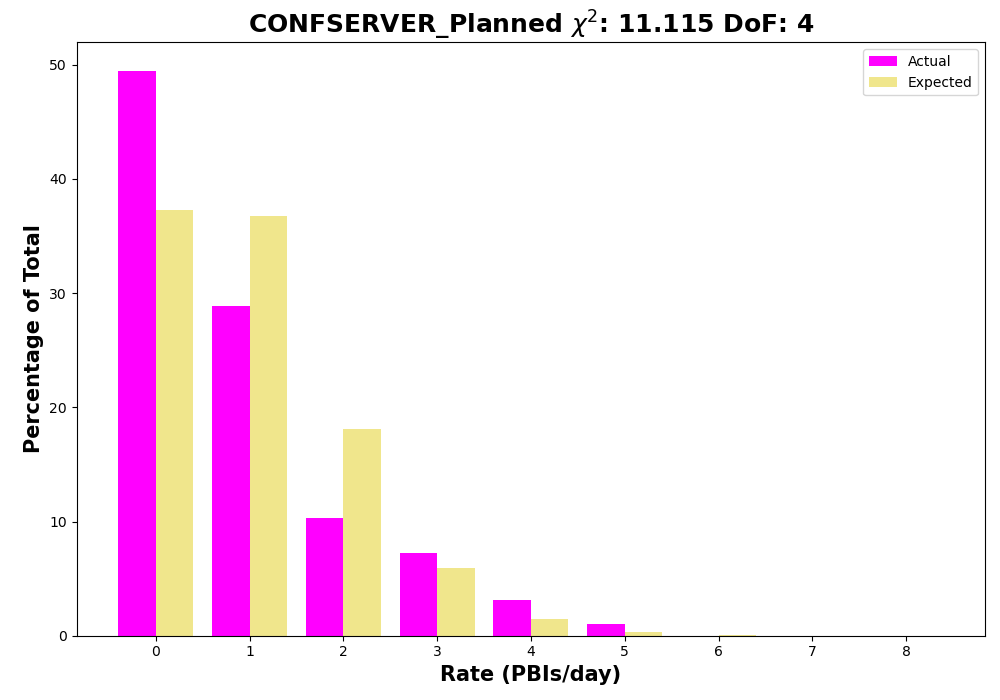 CONFSERVER_Planned χ²: 11.115 DoF: 4
Actual
Expected
Percentage of Total
50
40
30
20
10
0
0 1 2 3 4 5 6 7 8
Rate (PBIs/day)